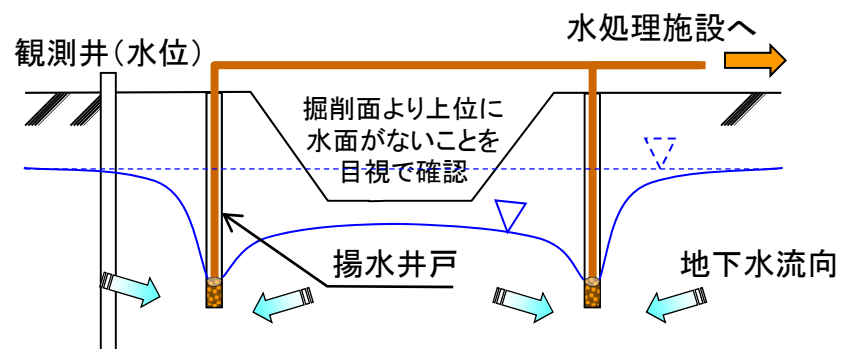 水処理施設へ
観測井（水位）
掘削面より上位に
水面がないことを
目視で確認
揚水井戸
地下水流向